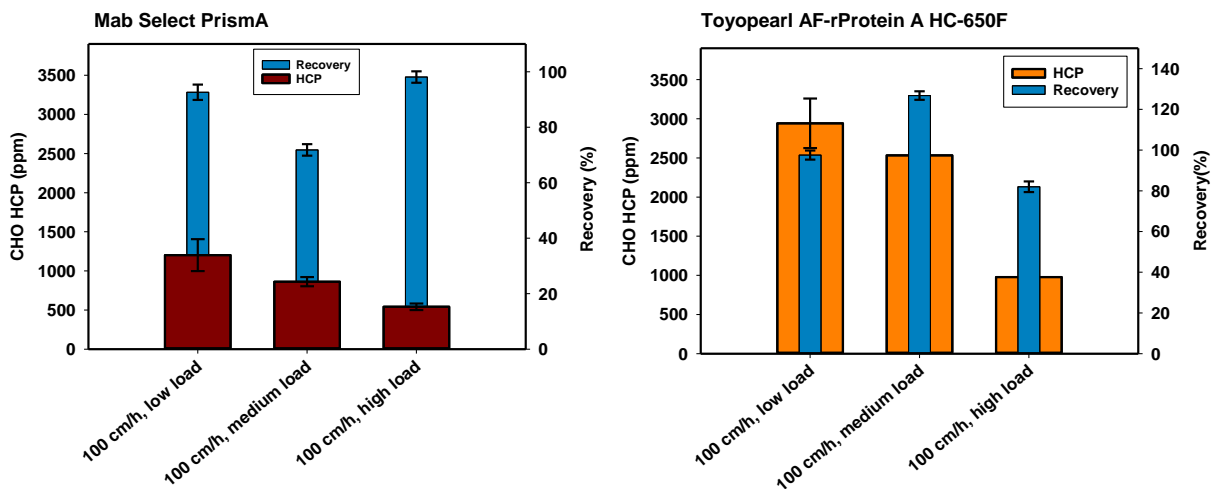 Mab Select PrismA
CHO HCP (ppm)
3500
3000
2500
2000
1500
1000
500
0
Recovery
HCP
100
80
60
40
20
0
Recovery (%)
100 cm/h, low load
100 cm/h, medium load
100 cm/h, high load
Toyopearl AF-rProtein A HC-650F
CHO HCP (ppm)
3500
3000
2500
2000
1500
1000
500
0
HCP
Recovery
140
120
100
80
60
40
20
0
Recovery(%)
100 cm/h, low load
100 cm/h, medium load
100 cm/h, high load